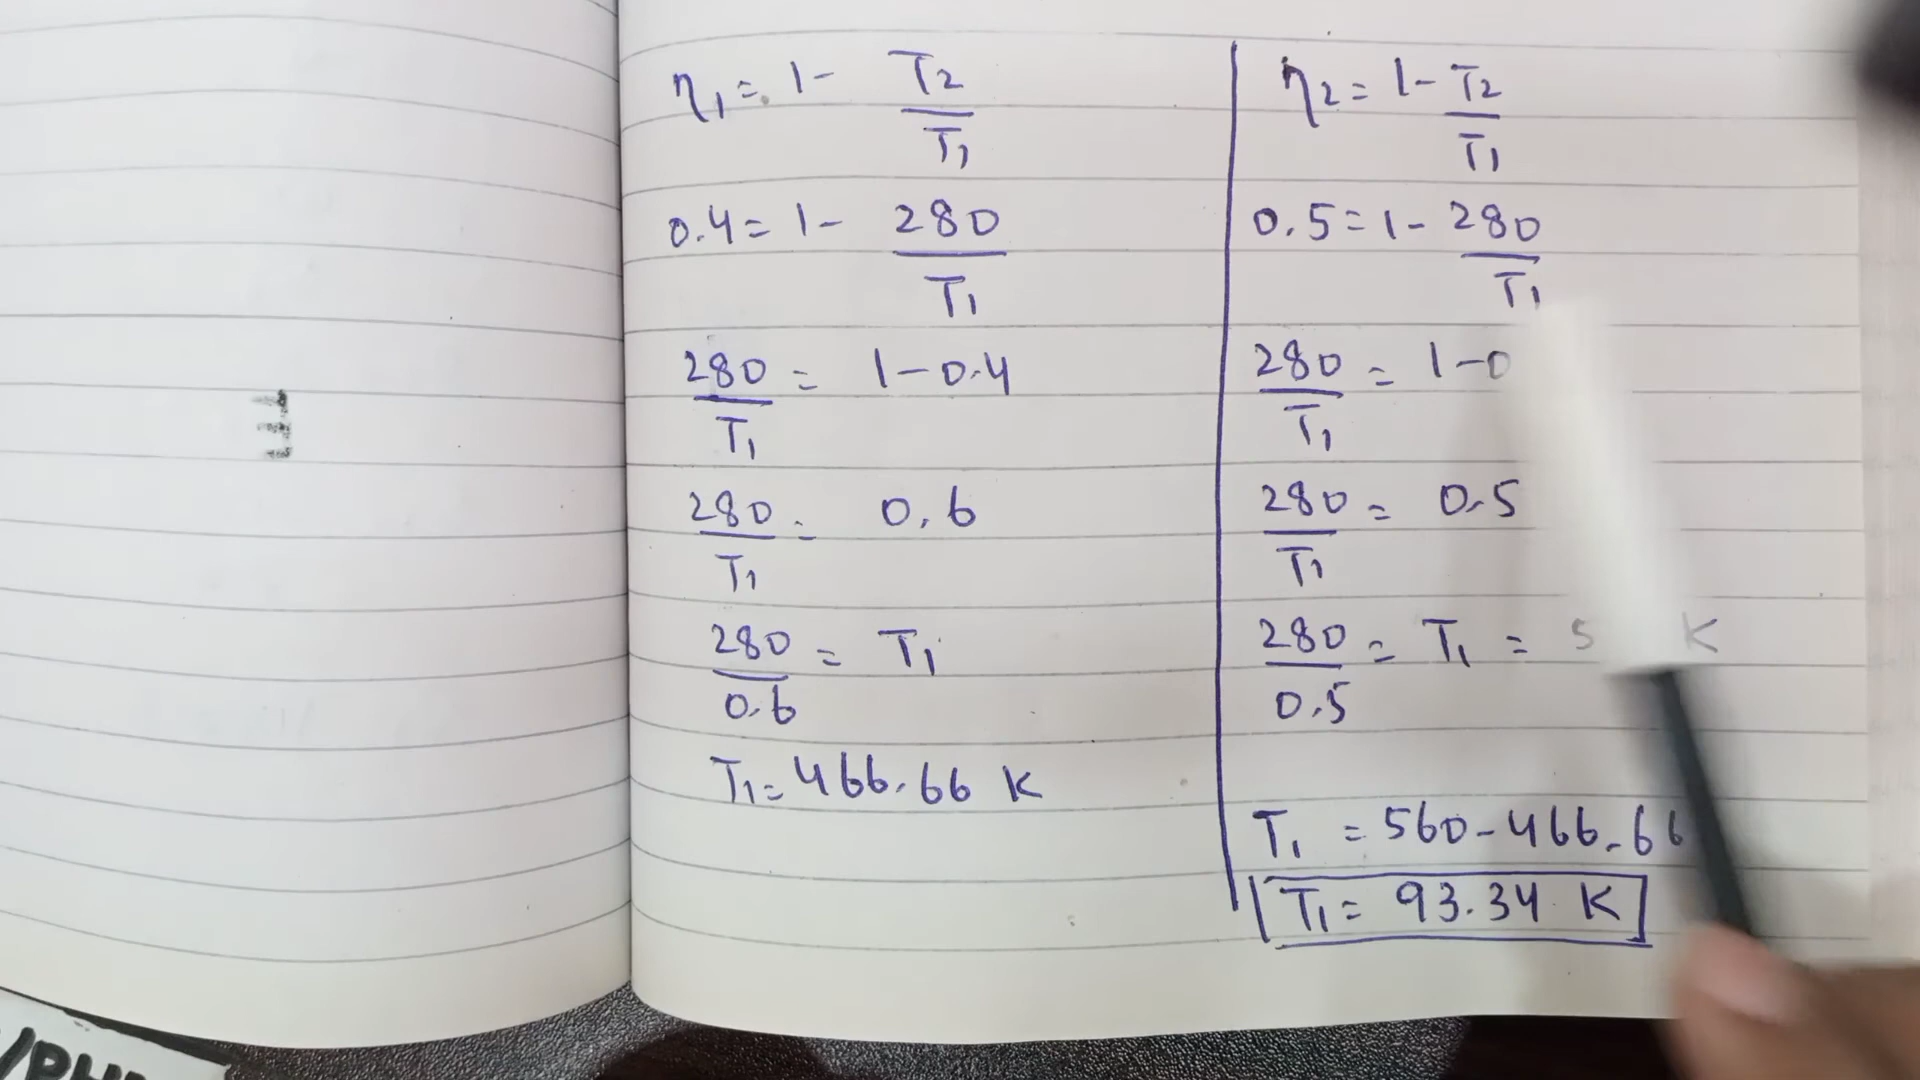 η₁ = 1 - T₂/T₁
0.4 = 1 - 280/T₁
280/T₁ = 1 - 0.4
280/T₁ = 0.6
280/0.6 = T₁
T₁ = 466.66 K
η₂ = 1 - T₂/T₁
0.5 = 1 - 280/T₁
280/T₁ = 1 - 0
280/T₁ = 0.5
280/0.5 = T₁ = 5 K
T₁ = 560 - 466.66
T₁ = 93.34 K